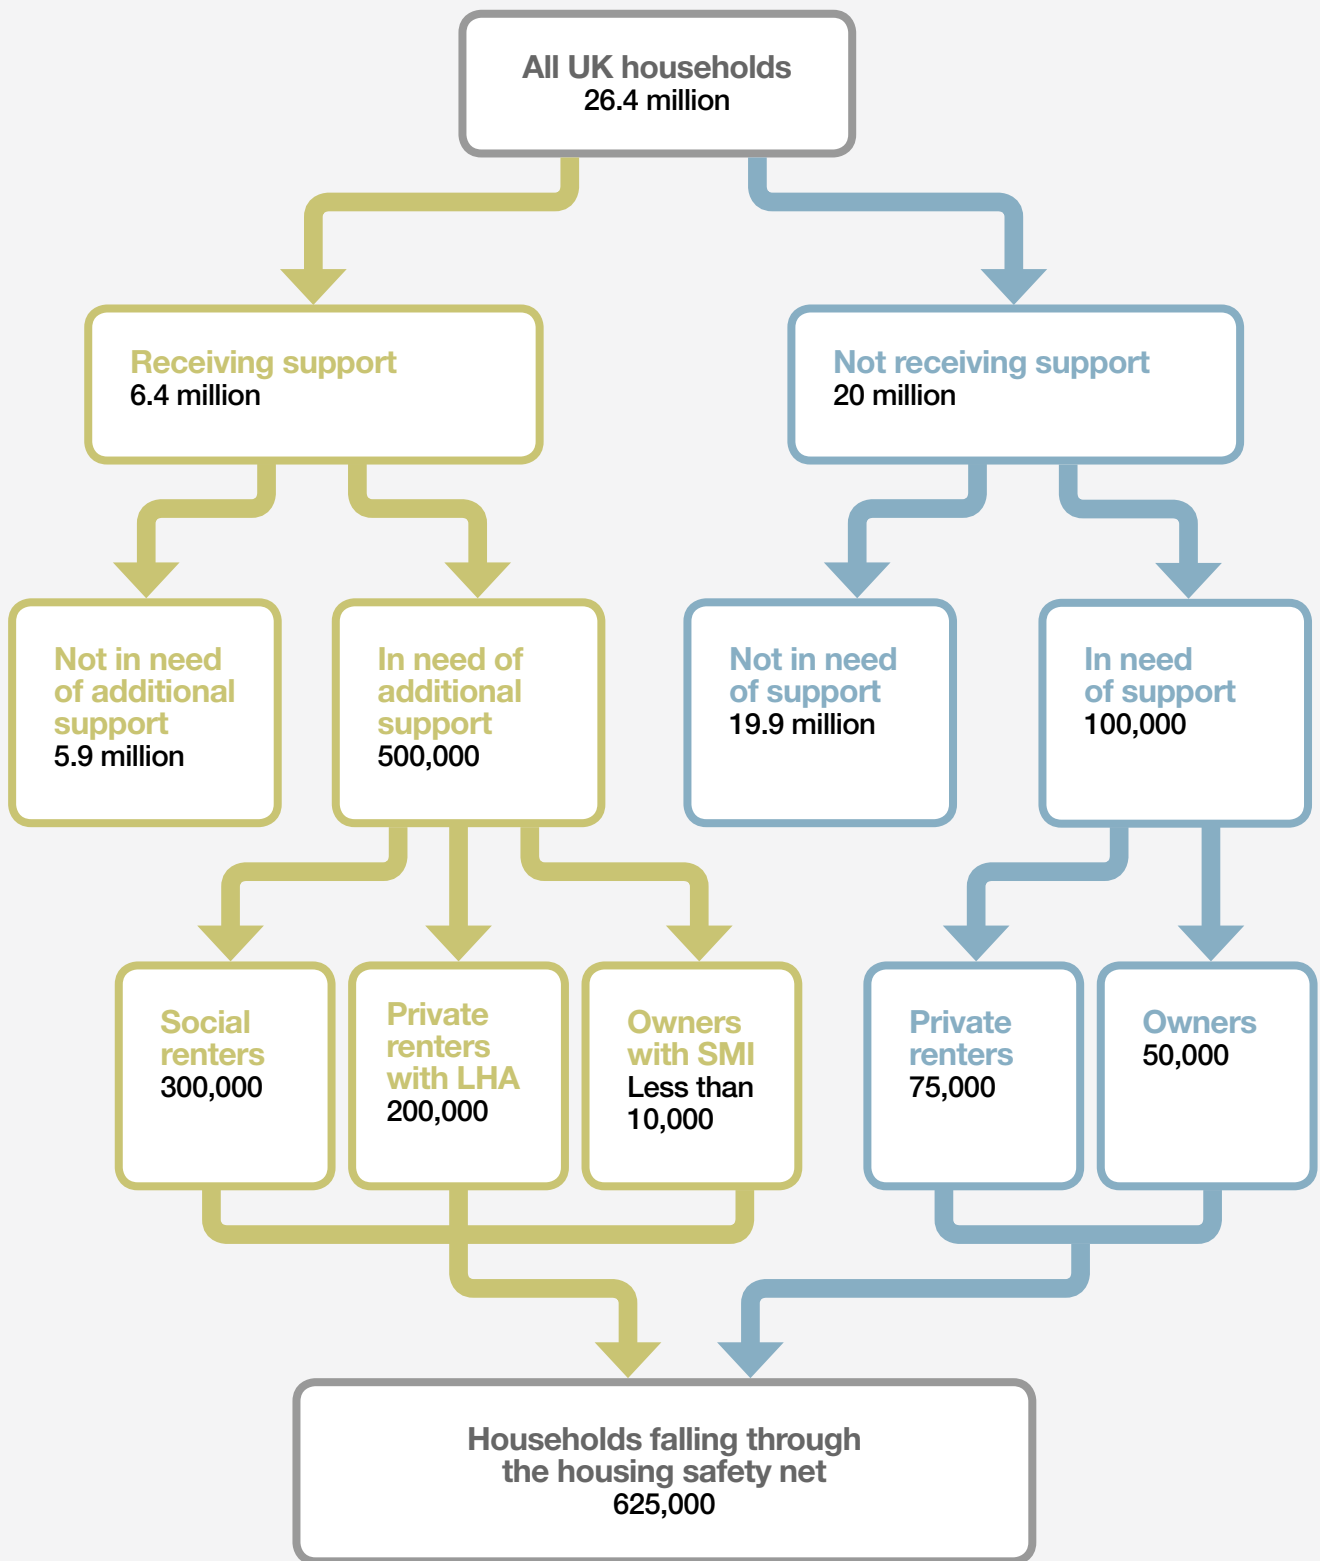 All UK households
26.4 million
Receiving support
6.4 million
Not receiving support
20 million
Not in need
of additional
support
5.9 million
In need of
additional
support
500,000
Not in need
of support
19.9 million
In need
of support
100,000
Social
renters
300,000
Private
renters
with LHA
200,000
Owners
with SMI
Less than
10,000
Private
renters
75,000
Owners
50,000
Households falling through
the housing safety net
625,000